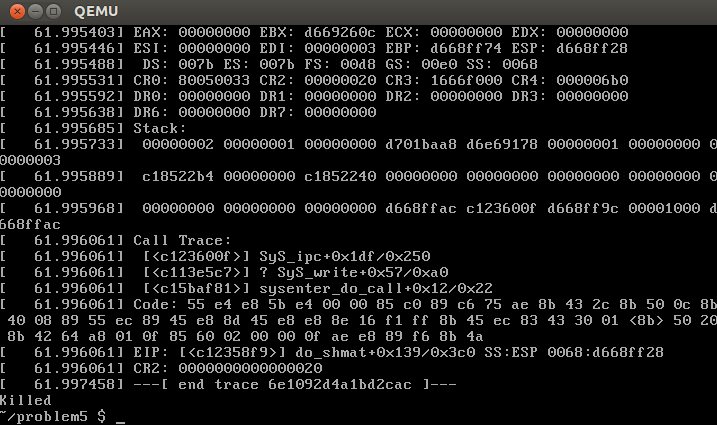 QEMU
[   61.995403] EAX: 00000000 EBX: d669260c ECX: 00000000 EDX: 00000000
[   61.995446] ESI: 00000000 EDI: 00000003 EBP: d668ff74 ESP: d668ff28
[   61.995488]  DS: 007b ES: 007b FS: 00d8 GS: 00e0 SS: 0068
[   61.995531] CR0: 80050033 CR2: 00000020 CR3: 1666f000 CR4: 000006b0
[   61.995592] DR0: 00000000 DR1: 00000000 DR2: 00000000 DR3: 00000000
[   61.995638] DR6: 00000000 DR7: 00000000
[   61.995685] Stack:
[   61.995733]  00000002 00000001 00000000 d701baa8 d6e69178 00000001 00000000 0
0000003
[   61.995889]  c18522b4 00000000 c1852240 00000000 00000000 00000000 00000000 0
0000000
[   61.995968]  00000000 00000000 00000000 d668ffac c123600f d668ff9c 00001000 d
668ffac
[   61.996061] Call Trace:
[   61.996061]  [<c123600f>] SyS_ipc+0x1df/0x250
[   61.996061]  [<c113e5c7>] ? SyS_write+0x57/0xa0
[   61.996061]  [<c15baf81>] sysenter_do_call+0x12/0x22
[   61.996061] Code: 55 e4 e8 5b e4 00 00 85 c0 89 c6 75 ae 8b 43 2c 8b 50 0c 8b
 40 08 89 55 ec 89 45 e8 8d 45 e8 e8 8e 16 f1 ff 8b 45 ec 83 43 30 01 <8b> 50 20
 8b 42 64 a8 01 0f 85 60 02 00 00 0f ae e8 89 f6 8b 4a
[   61.996061] EIP: [<c12358f9>] do_shmat+0x139/0x3c0 SS:ESP 0068:d668ff28
[   61.996061] CR2: 0000000000000020
[   61.997458] ---[ end trace 6e1092d4a1bd2cac ]---
Killed
~/problem5 $ _